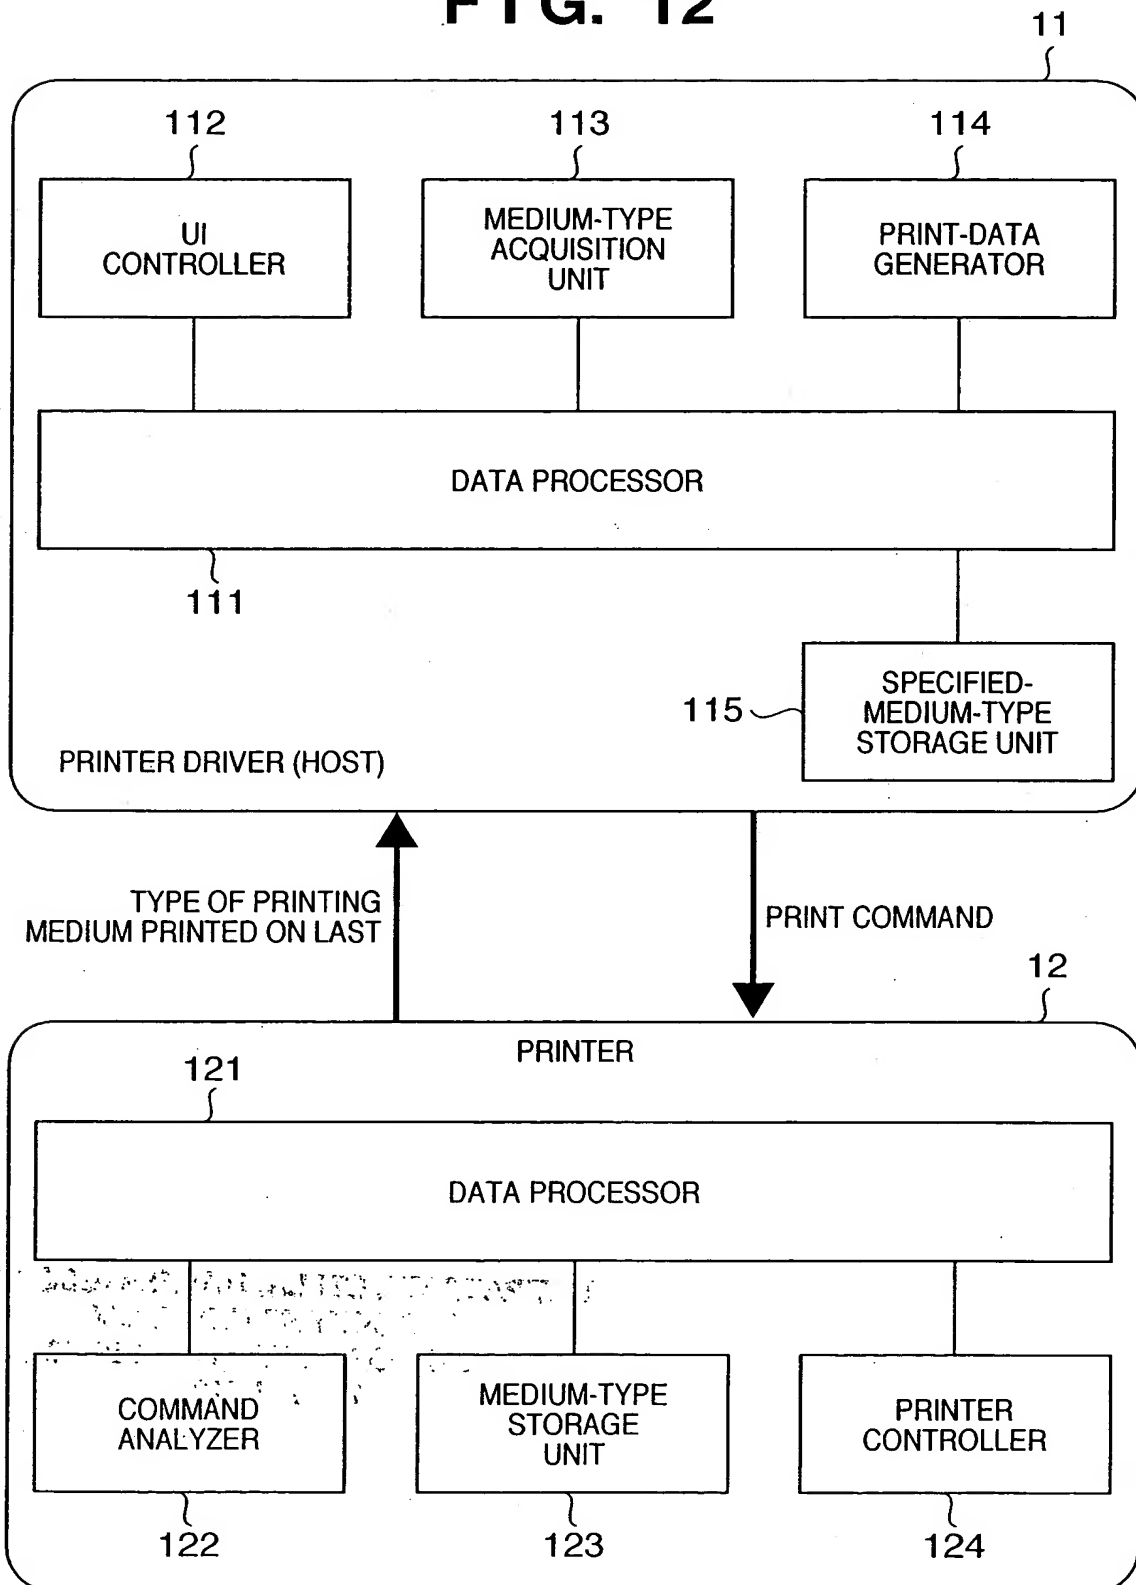 FIG. 12
11
112
113
114
UI
CONTROLLER
MEDIUM-TYPE
ACQUISITION
UNIT
PRINT-DATA
GENERATOR
DATA PROCESSOR
111
115
SPECIFIED-
MEDIUM-TYPE
STORAGE UNIT
PRINTER DRIVER (HOST)
TYPE OF PRINTING
MEDIUM PRINTED ON LAST
PRINT COMMAND
12
PRINTER
121
DATA PROCESSOR
COMMAND
ANALYZER
MEDIUM-TYPE
STORAGE
UNIT
PRINTER
CONTROLLER
122
123
124